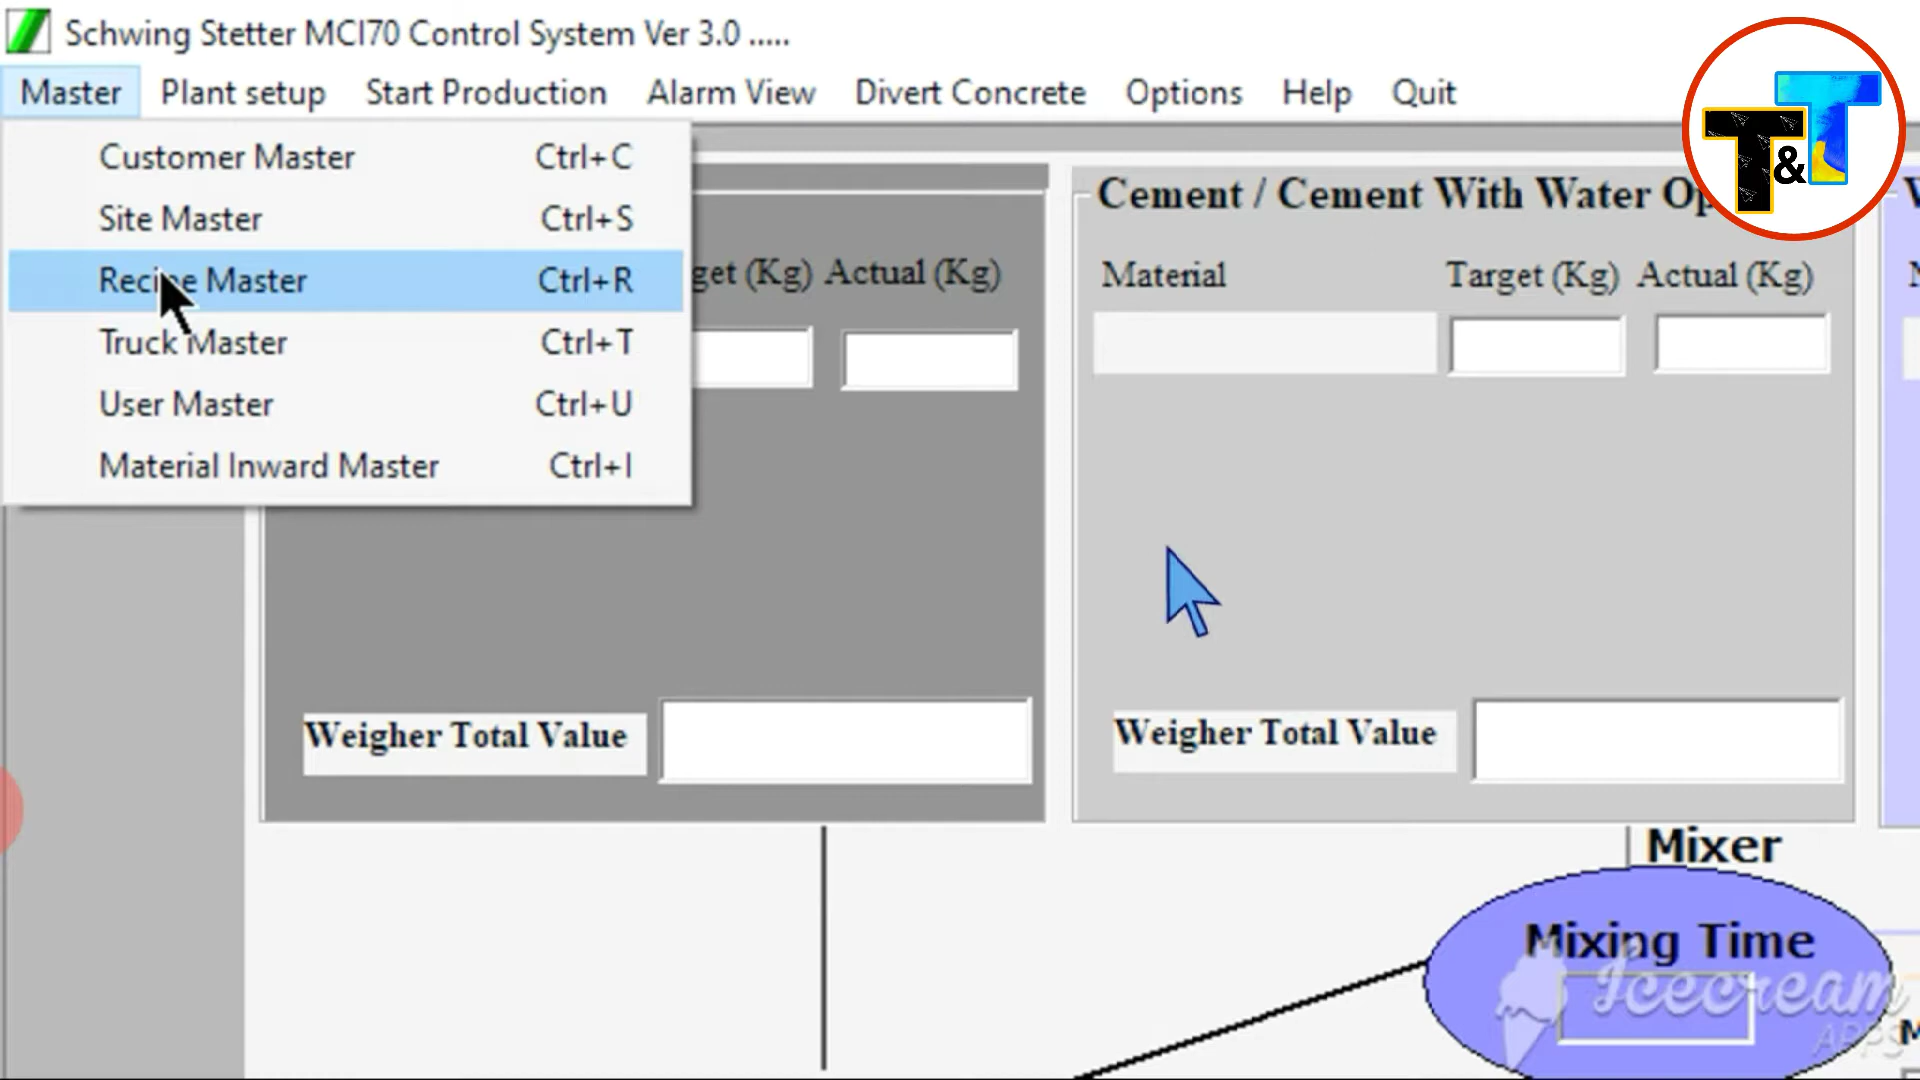 Schwing Stetter MCI70 Control System Ver 3.0 .....
Master Plant setup Start Production Alarm View Divert Concrete Options Help Quit
T&T
Customer Master Ctrl+C
Site Master Ctrl+S
Recipe Master Ctrl+R
Truck Master Ctrl+T
User Master Ctrl+U
Material Inward Master Ctrl+I
(Kg) Actual (Kg)
Cement / Cement With Water
Material Target (Kg) Actual (Kg)
Weigher Total Value
Weigher Total Value
Mixer
Mixing Time
Icecream
APPS